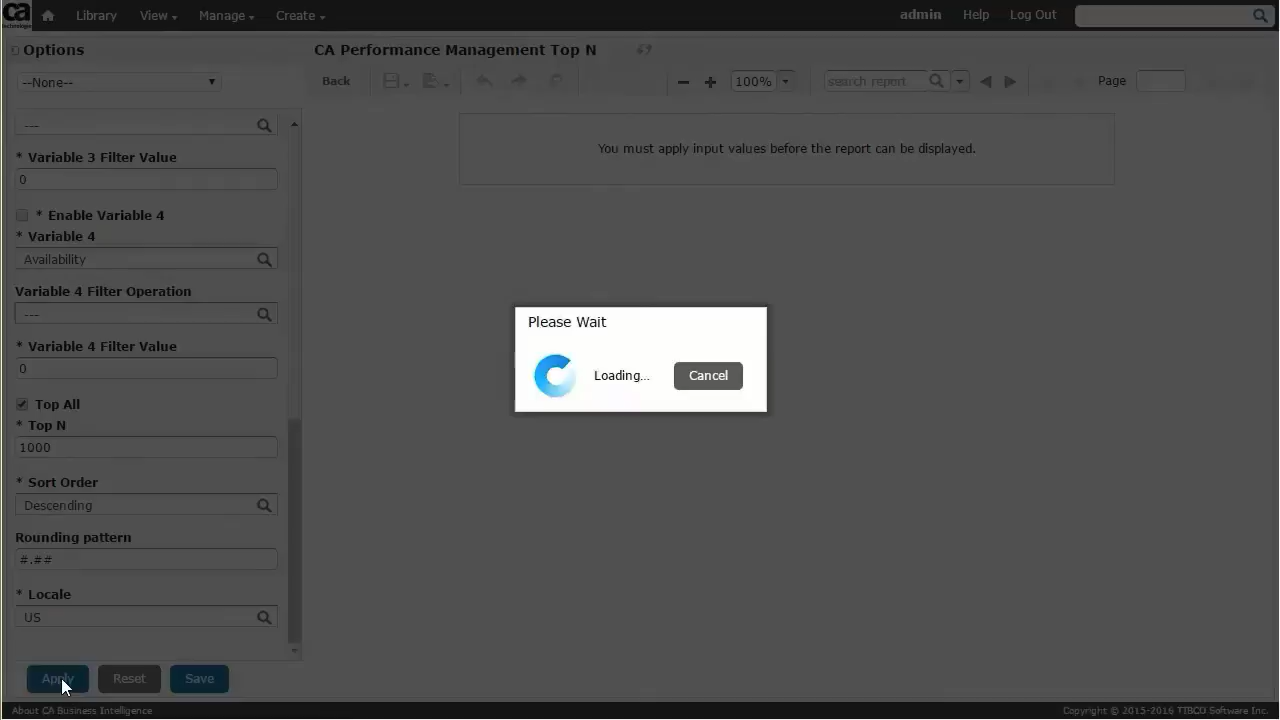 ca
technologies
Library
View
Manage
Create
admin
Help
Log Out
Options
CA Performance Management Top N
--None--
Back
100%
search report
Page
---
You must apply input values before the report can be displayed.
* Variable 3 Filter Value
0
* Enable Variable 4
* Variable 4
Availability
Variable 4 Filter Operation
---
Please Wait
Loading...
Cancel
* Variable 4 Filter Value
0
Top All
* Top N
1000
* Sort Order
Descending
Rounding pattern
#.##
* Locale
US
Apply
Reset
Save
About CA Business Intelligence
Copyright © 2015-2016 TIBCO Software Inc.